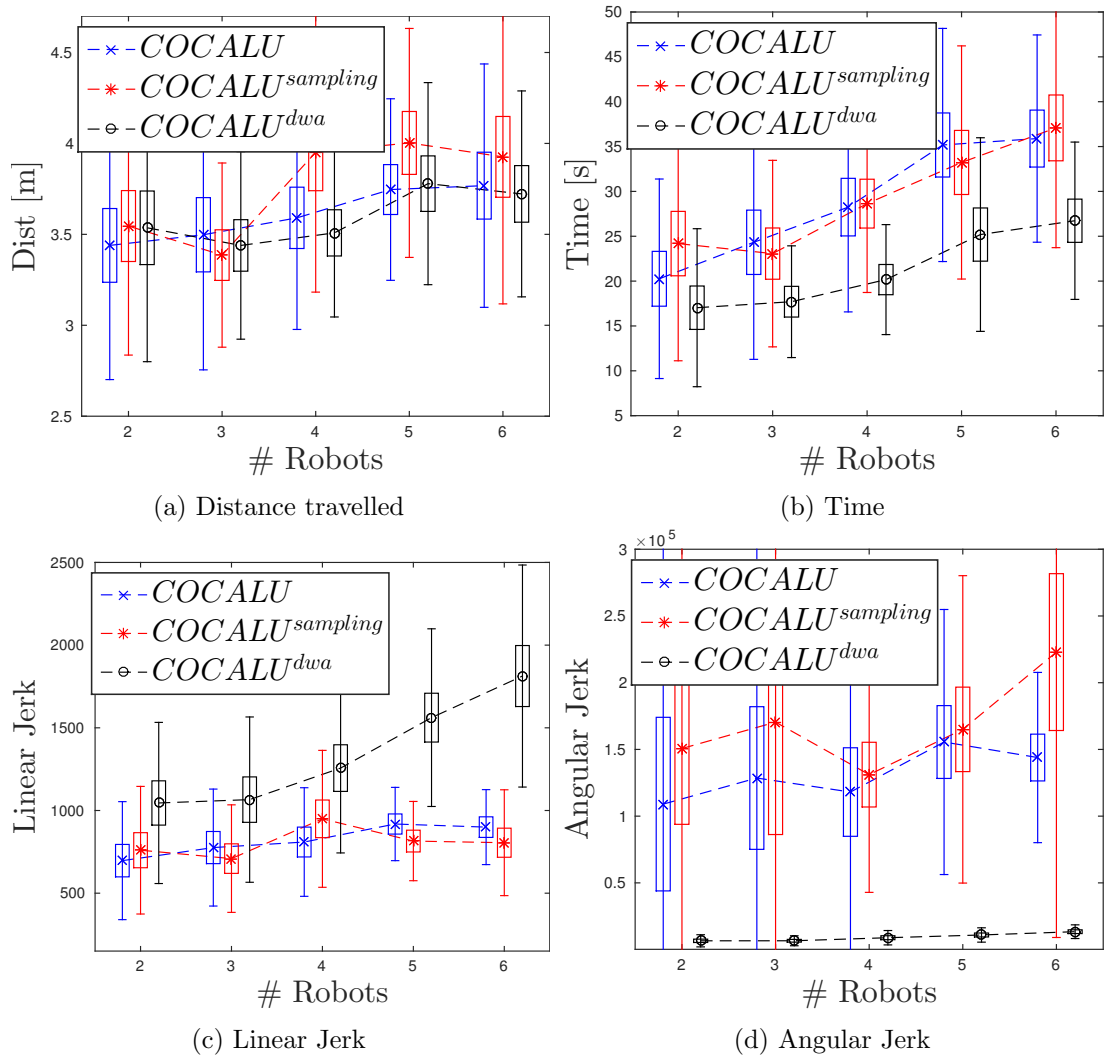 4.5
4
3.5
3
2.5
Dist [m]
COCALU
COCALU^sampling
COCALU^dwa
2 3 4 5 6
# Robots
(a) Distance travelled
50
45
40
35
30
25
20
15
10
5
Time [s]
COCALU
COCALU^sampling
COCALU^dwa
2 3 4 5 6
# Robots
(b) Time
2500
2000
1500
1000
500
Linear Jerk
COCALU
COCALU^sampling
COCALU^dwa
2 3 4 5 6
# Robots
(c) Linear Jerk
×10^5
3
2.5
2
1.5
1
0.5
Angular Jerk
COCALU
COCALU^sampling
COCALU^dwa
2 3 4 5 6
# Robots
(d) Angular Jerk